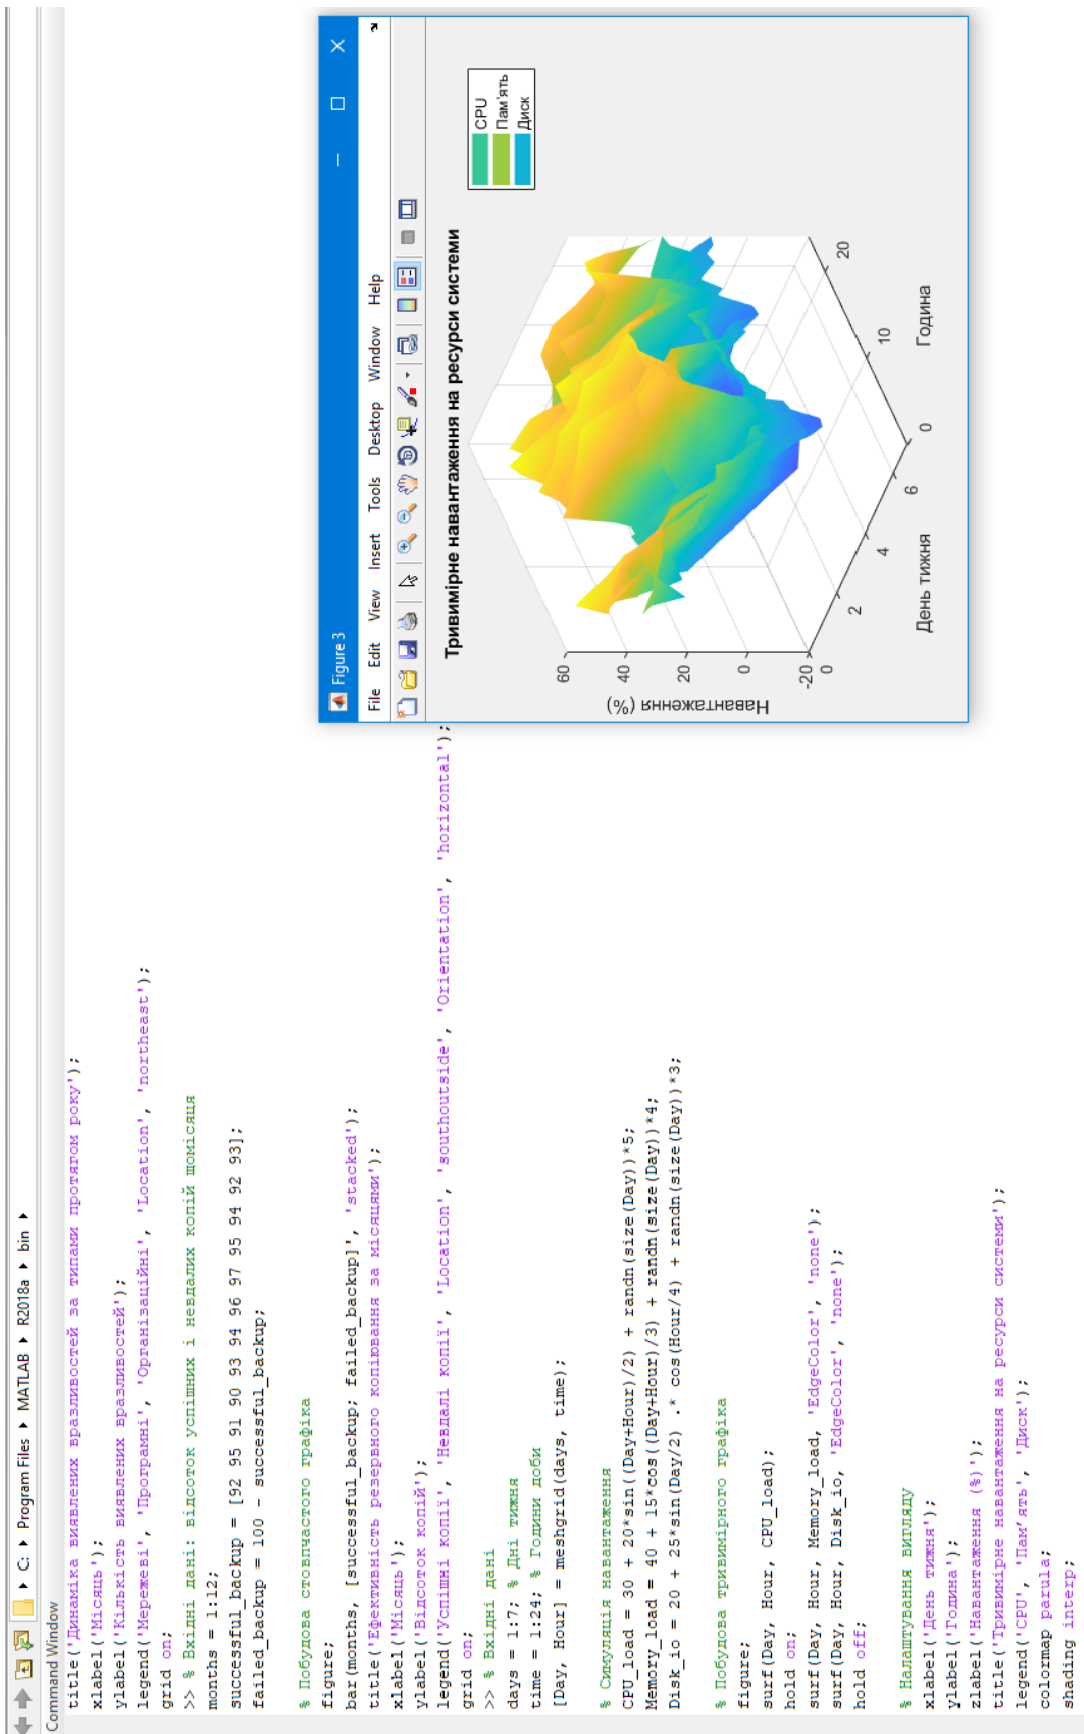 C: ▸ Program Files ▸ MATLAB ▸ R2018a ▸ bin ▸
Command Window
title('Динаміка виявлених вразливостей за типами протягом року');
xlabel('Місяць');
ylabel('Кількість виявлених вразливостей');
legend('Мережеві', 'Програмні', 'Організаційні', 'Location', 'northeast');
grid on;
>> % Вхідні дані: відсоток успішних і невдалих копій щомісяця
months = 1:12;
successful_backup = [92 95 91 90 93 94 96 97 95 94 92 93];
failed_backup = 100 - successful_backup;
% Побудова стовпчастого графіка
figure;
bar(months, [successful_backup; failed_backup]', 'stacked');
title('Ефективність резервного копіювання за місяцями');
xlabel('Місяць');
ylabel('Відсоток копій');
legend('Успішні копії', 'Невдалі копії', 'Location', 'southoutside', 'Orientation', 'horizontal');
grid on;
>> % Вхідні дані
days = 1:7; % Дні тижня
time = 1:24; % Години доби
[Day, Hour] = meshgrid(days, time);
% Симуляція навантаження
CPU_load = 30 + 20*sin((Day+Hour)/2) + randn(size(Day))*5;
Memory_load = 40 + 15*cos((Day+Hour)/3) + randn(size(Day))*4;
Disk_io = 20 + 25*sin(Day/2) .* cos(Hour/4) + randn(size(Day))*3;
% Побудова тривимірного графіка
figure;
surf(Day, Hour, CPU_load);
hold on;
surf(Day, Hour, Memory_load, 'EdgeColor', 'none');
surf(Day, Hour, Disk_io, 'EdgeColor', 'none');
hold off;
% Налаштування вигляду
xlabel('День тижня');
ylabel('Година');
zlabel('Навантаження (%)');
title('Тривимірне навантаження на ресурси системи');
legend('CPU', 'Пам'ять', 'Диск');
colormap parula;
shading interp;
Figure 3
File Edit View Insert Tools Desktop Window Help
Тривимірне навантаження на ресурси системи
CPU
Пам'ять
Диск
Навантаження (%)
60
40
20
0
-20
0
2
4
6
0
10
20
День тижня
Година